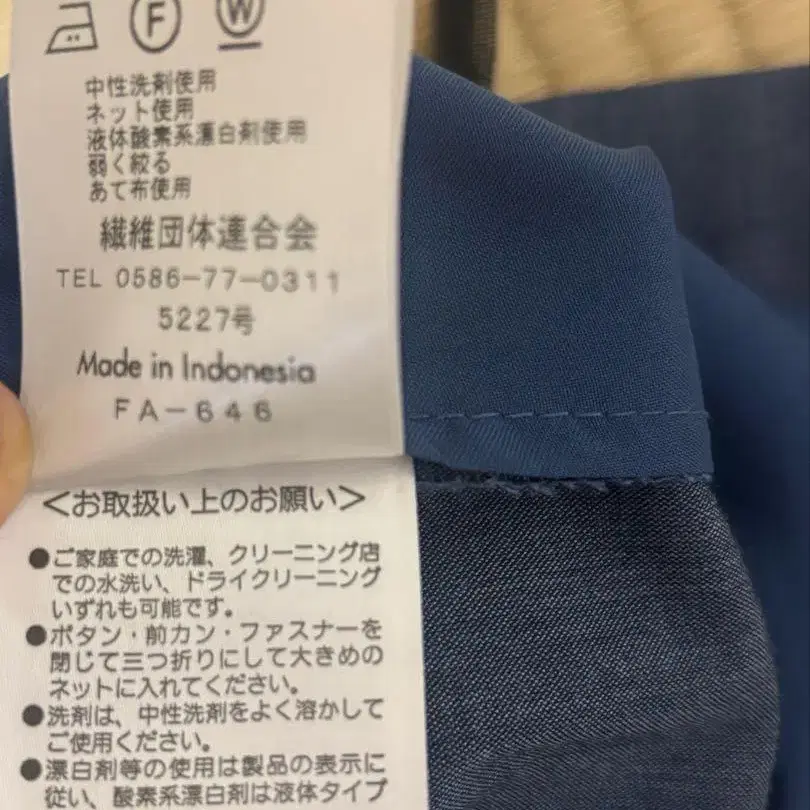 F W
中性洗剤使用
ネット使用
液体酸素系漂白剤使用
弱く絞る
あて布使用
繊維団体連合会
TEL 0586-77-0311
5227号
Made in Indonesia
FA-646
<お取扱い上のお願い>
●ご家庭での洗濯、クリーニング店
での水洗い、ドライクリーニング
いずれも可能です。
●ボタン・前カン・ファスナーを
閉じて三つ折りにして大きめの
ネットに入れてください。
●洗剤は、中性洗剤をよく溶かして
ご使用ください。
●漂白剤等の使用は製品の表示に
従い、酸素系漂白剤は液体タイプ